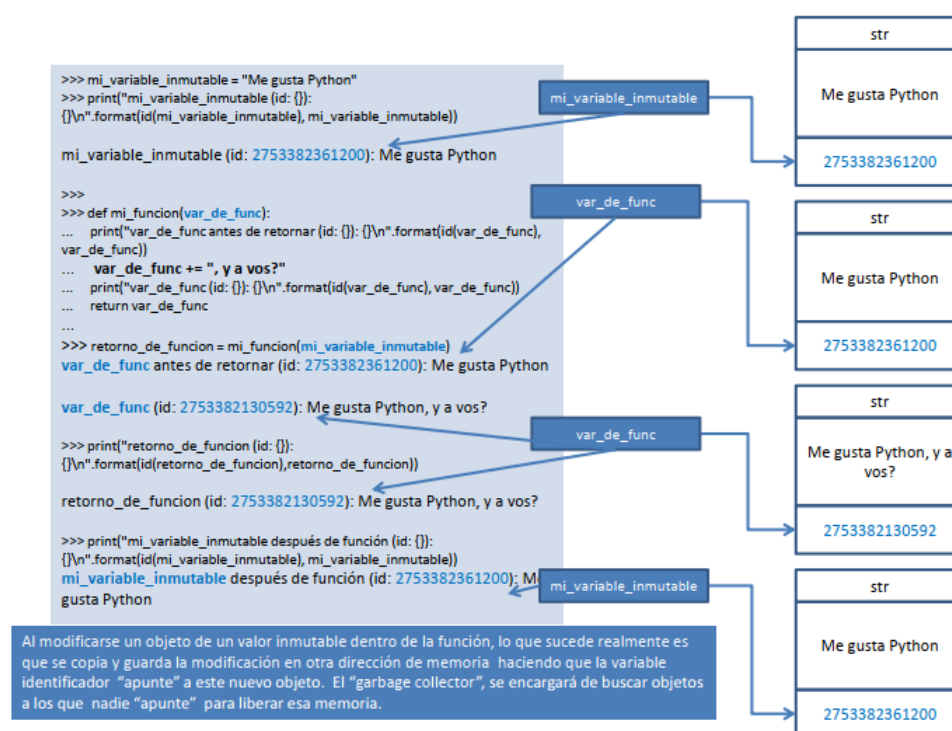 >>> mi_variable_inmutable = "Me gusta Python"
>>> print("mi_variable_inmutable (id: {}):
{}\n".format(id(mi_variable_inmutable), mi_variable_inmutable))
mi_variable_inmutable (id: 2753382361200): Me gusta Python
>>>
>>> def mi_funcion(var_de_func):
... print("var_de_func antes de retornar (id: {}): {}\n".format(id(var_de_func),
var_de_func))
... var_de_func += ", y a vos?"
... print("var_de_func (id: {}): {}\n".format(id(var_de_func), var_de_func))
... return var_de_func
...
>>> retorno_de_funcion = mi_funcion(mi_variable_inmutable)
var_de_func antes de retornar (id: 2753382361200): Me gusta Python
var_de_func (id: 2753382130592): Me gusta Python, y a vos?
>>> print("retorno_de_funcion (id: {}):
{}\n".format(id(retorno_de_funcion),retorno_de_funcion))
retorno_de_funcion (id: 2753382130592): Me gusta Python, y a vos?
>>> print("mi_variable_inmutable después de función (id: {}):
{}\n".format(id(mi_variable_inmutable), mi_variable_inmutable))
mi_variable_inmutable después de función (id: 2753382361200): Me
gusta Python
mi_variable_inmutable
var_de_func
var_de_func
mi_variable_inmutable
str
Me gusta Python
2753382361200
str
Me gusta Python
2753382361200
str
Me gusta Python, y a
vos?
2753382130592
str
Me gusta Python
2753382361200
Al modificarse un objeto de un valor inmutable dentro de la función, lo que sucede realmente es
que se copia y guarda la modificación en otra dirección de memoria haciendo que la variable
identificador "apunte" a este nuevo objeto. El "garbage collector", se encargará de buscar objetos
a los que nadie "apunte" para liberar esa memoria.